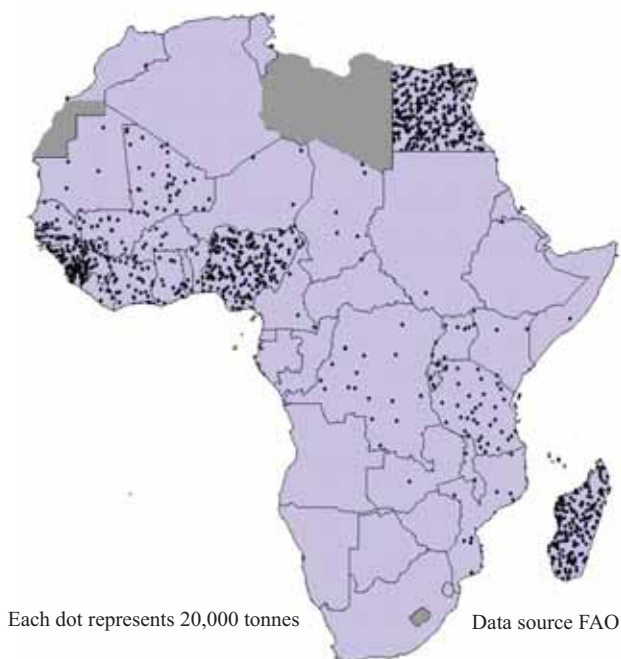 Each dot represents 20,000 tonnes
Data source FAO